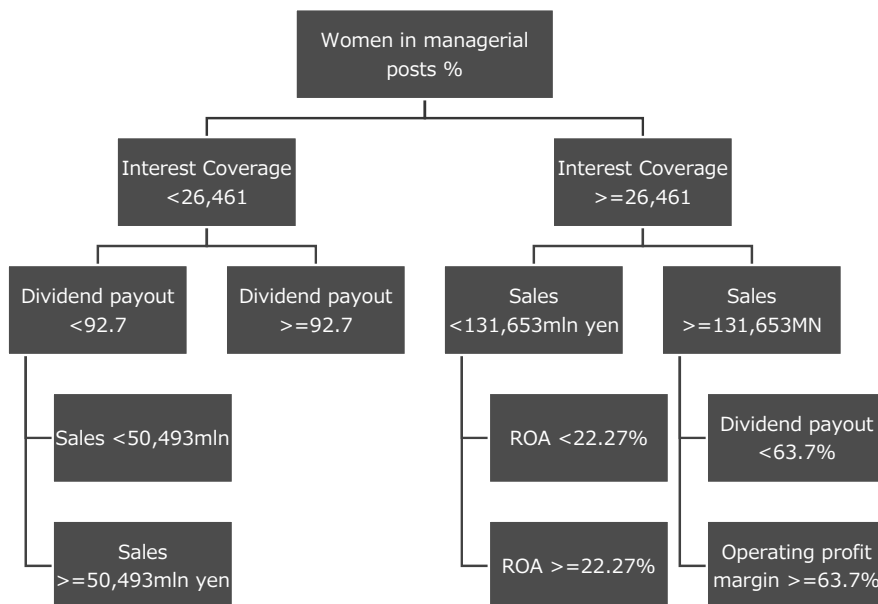 Women in managerial
posts %
Interest Coverage
<26,461
Interest Coverage
>=26,461
Dividend payout
<92.7
Dividend payout
>=92.7
Sales
<131,653mln yen
Sales
>=131,653MN
Sales <50,493mln
ROA <22.27%
Dividend payout
<63.7%
Sales
>=50,493mln yen
ROA >=22.27%
Operating profit
margin >=63.7%